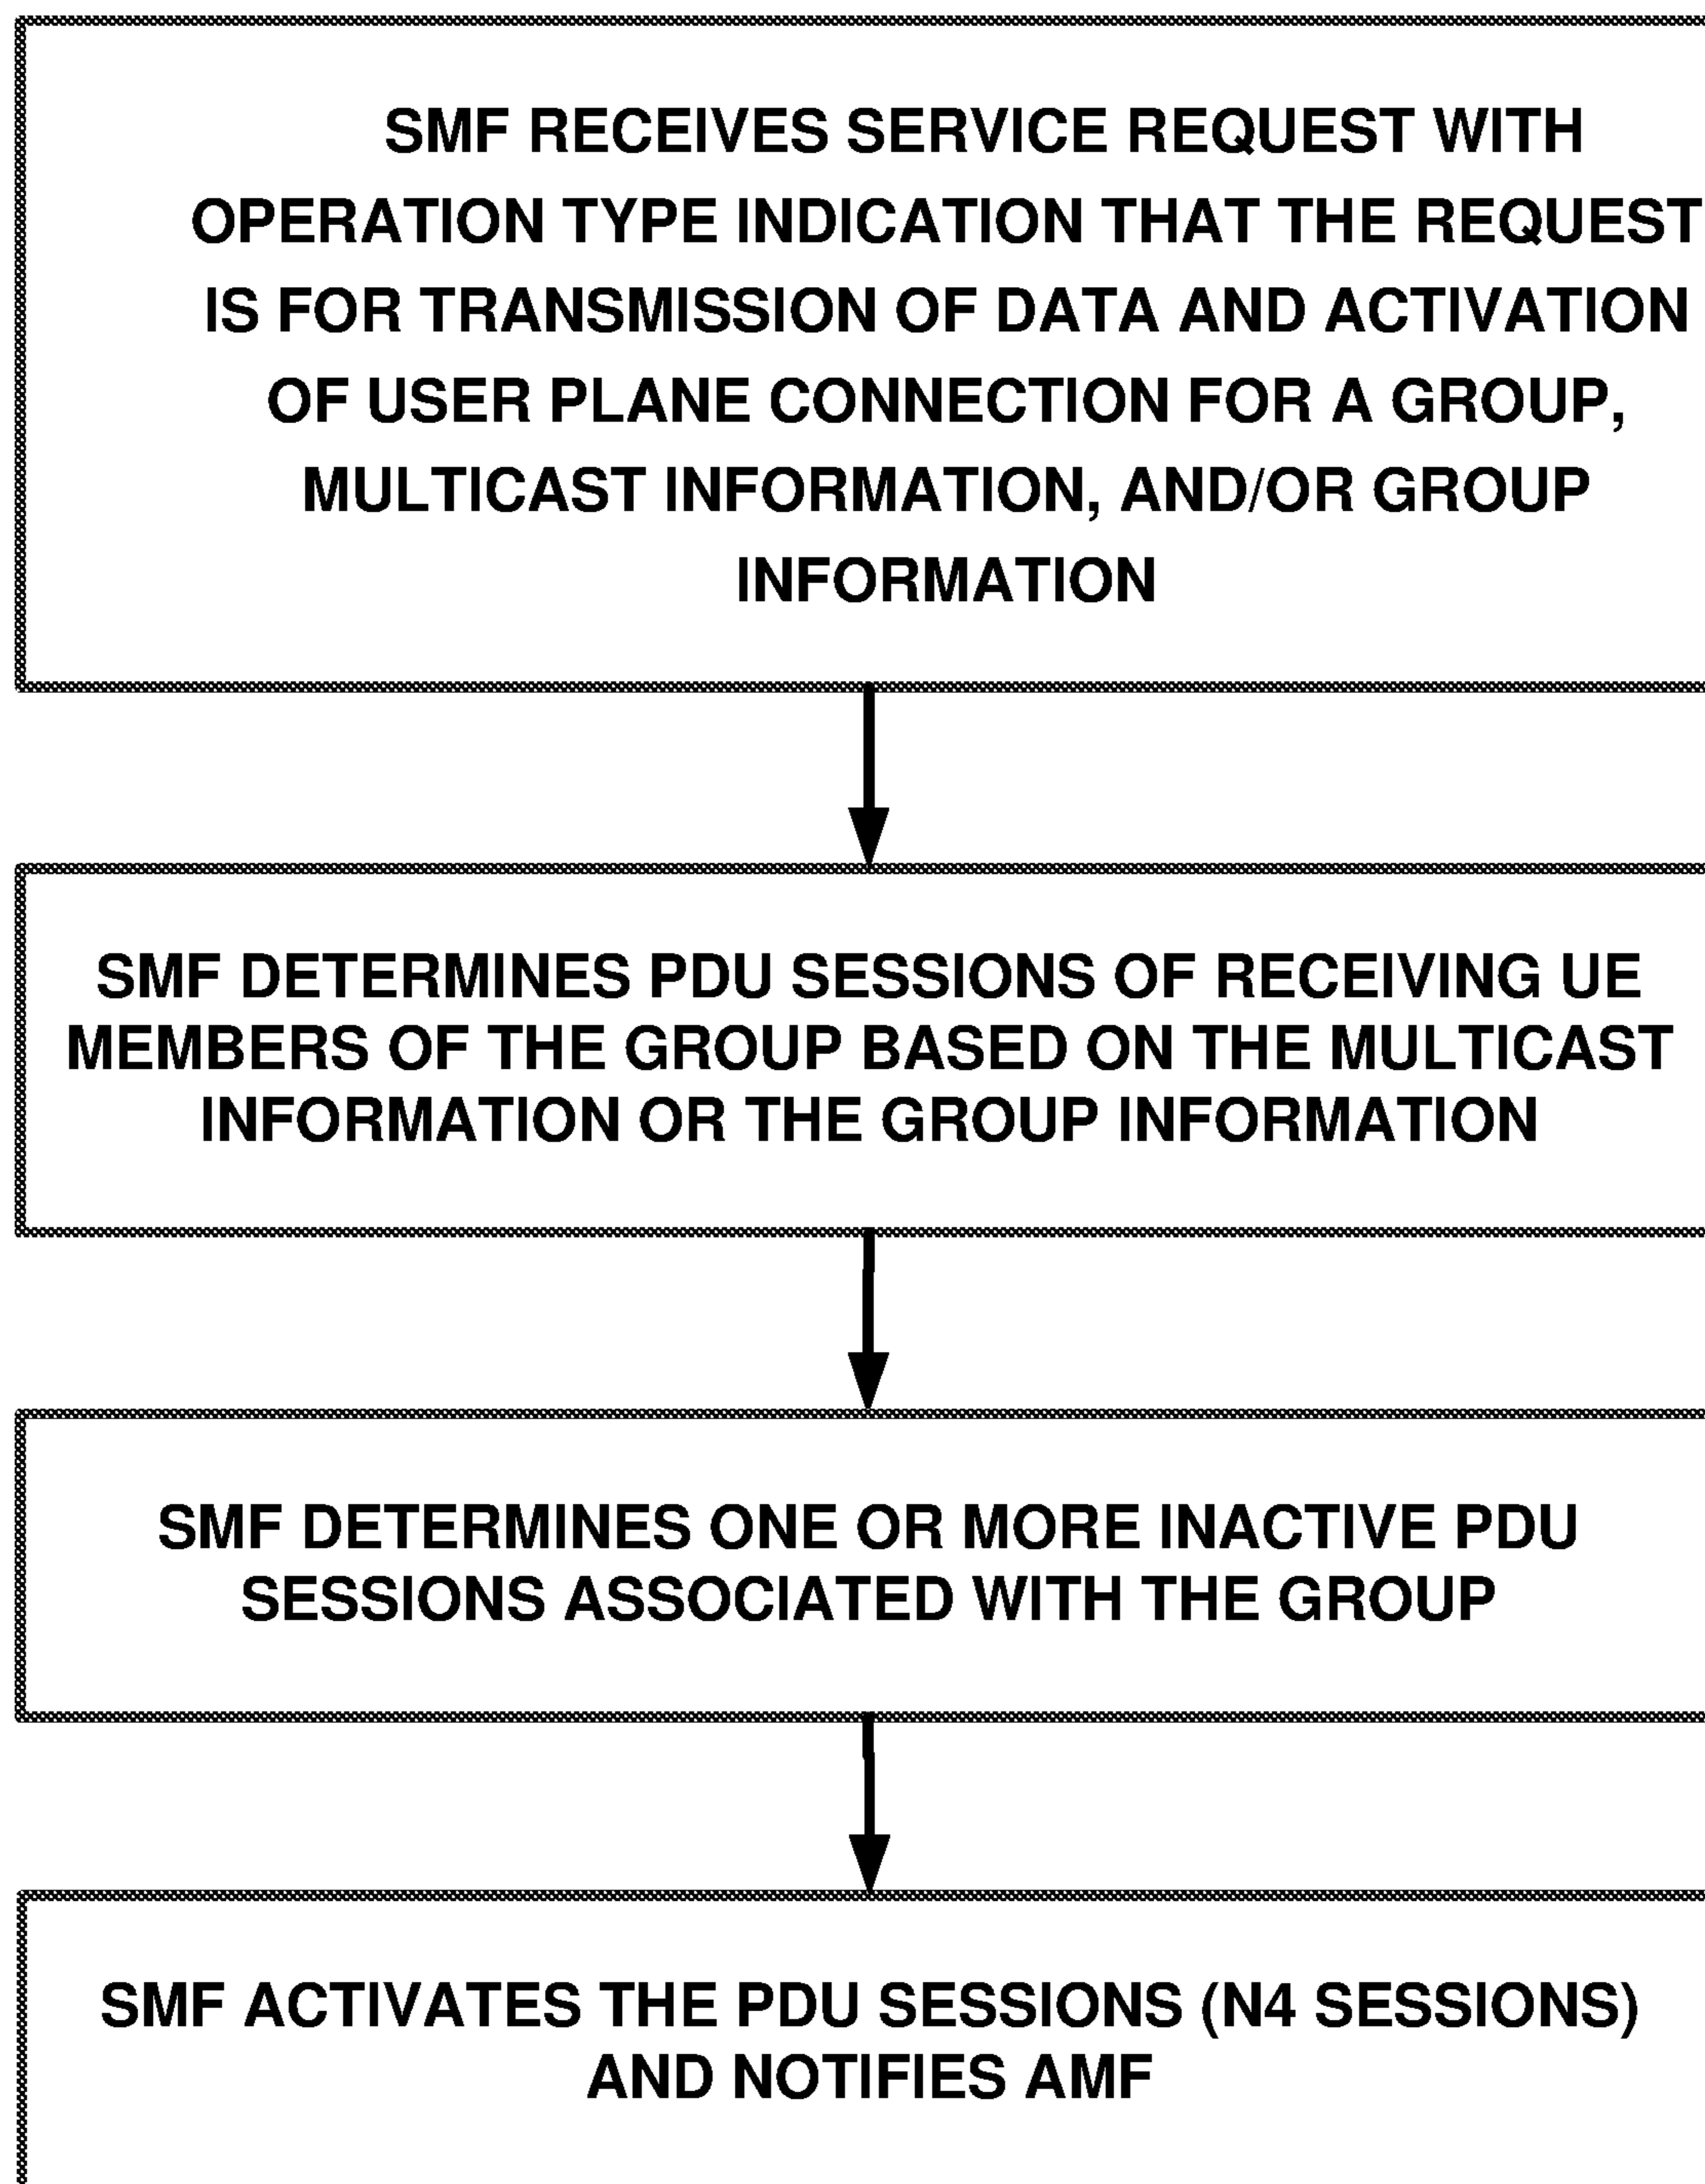 SMF RECEIVES SERVICE REQUEST WITH
OPERATION TYPE INDICATION THAT THE REQUEST
IS FOR TRANSMISSION OF DATA AND ACTIVATION
OF USER PLANE CONNECTION FOR A GROUP,
MULTICAST INFORMATION, AND/OR GROUP
INFORMATION
SMF DETERMINES PDU SESSIONS OF RECEIVING UE
MEMBERS OF THE GROUP BASED ON THE MULTICAST
INFORMATION OR THE GROUP INFORMATION
SMF DETERMINES ONE OR MORE INACTIVE PDU
SESSIONS ASSOCIATED WITH THE GROUP
SMF ACTIVATES THE PDU SESSIONS (N4 SESSIONS)
AND NOTIFIES AMF